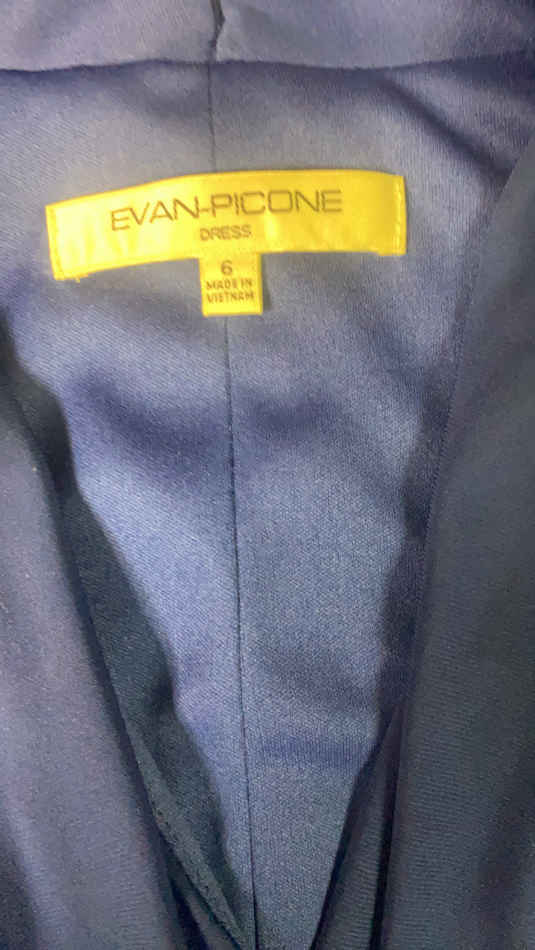 EVAN-PICONE
DRESS
6
MADE IN
VIETNAM